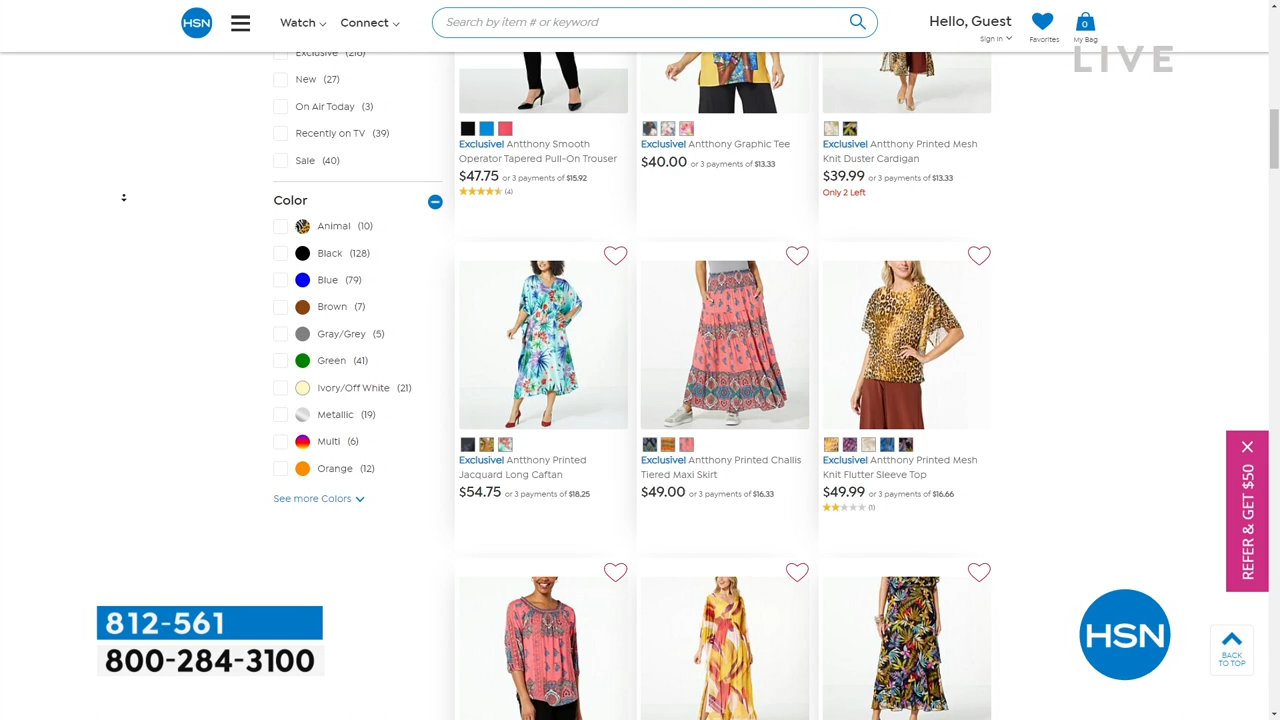 HSN
Watch
Connect
Search by item # or keyword
Hello, Guest
Sign In
Favorites
0
My Bag
LIVE
Exclusive (216)
New (27)
On Air Today (3)
Recently on TV (39)
Sale (40)
Color
Animal (10)
Black (128)
Blue (79)
Brown (7)
Gray/Grey (5)
Green (41)
Ivory/Off White (21)
Metallic (19)
Multi (6)
Orange (12)
See more Colors
Exclusive! Antthony Smooth
Operator Tapered Pull-On Trouser
$47.75 or 3 payments of $15.92
(4)
Exclusive! Antthony Graphic Tee
$40.00 or 3 payments of $13.33
Exclusive! Antthony Printed Mesh
Knit Duster Cardigan
$39.99 or 3 payments of $13.33
Only 2 Left
Exclusive! Antthony Printed
Jacquard Long Caftan
$54.75 or 3 payments of $18.25
Exclusive! Antthony Printed Challis
Tiered Maxi Skirt
$49.00 or 3 payments of $16.33
Exclusive! Antthony Printed Mesh
Knit Flutter Sleeve Top
$49.99 or 3 payments of $16.66
(1)
REFER & GET $50
812-561
800-284-3100
HSN
BACK
TO TOP